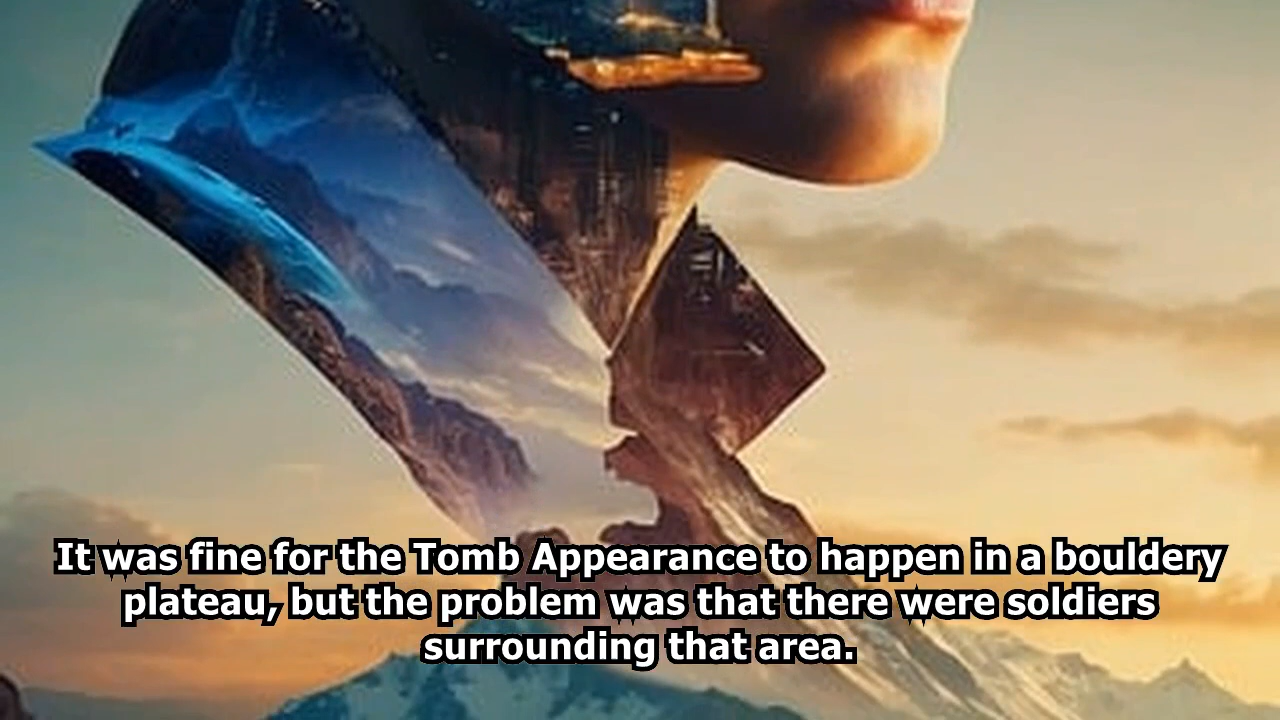 It was fine for the Tomb Appearance to happen in a bouldery
plateau, but the problem was that there were soldiers
surrounding that area.